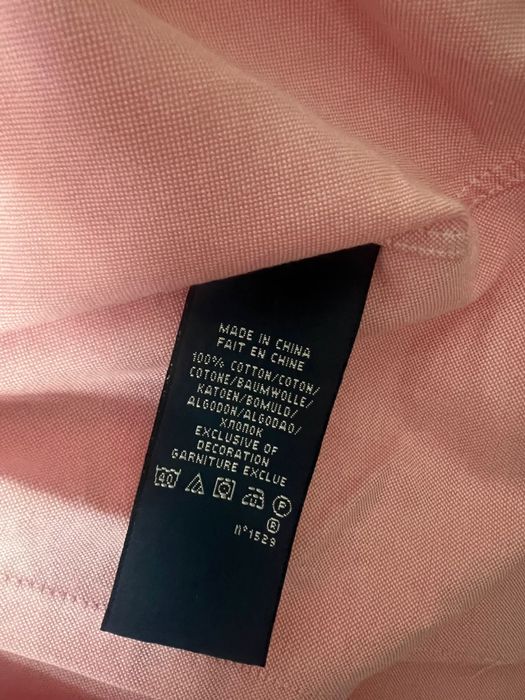 MADE IN CHINA
FAIT EN CHINE
100% COTTON/COTON/
COTONE/BAUMWOLLE/
KATOEN/BOMULD/
ALGODON/ALGODAO/
ХЛОПОК
EXCLUSIVE OF
DECORATION
GARNITURE EXCLUE
40 P
®
n°1529